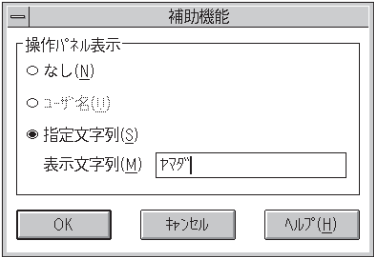 補助機能
操作ﾊﾟﾈﾙ表示
なし(N)
ﾕｰｻﾞ名(U)
指定文字列(S)
表示文字列(M) ﾔﾏﾀﾞ
OK ｷｬﾝｾﾙ ﾍﾙﾌﾟ(H)